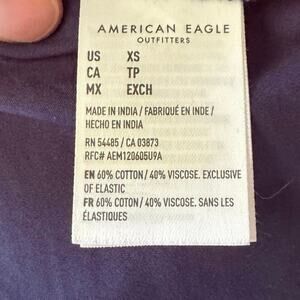 AMERICAN EAGLE
OUTFITTERS
US XS
CA TP
MX EXCH
MADE IN INDIA / FABRIQUÉ EN INDE /
HECHO EN INDIA
RN 54485 / CA 03873
RFC# AEM120605U9A
EN 60% COTTON / 40% VISCOSE. EXCLUSIVE
OF ELASTIC
FR 60% COTON / 40% VISCOSE. SANS LES
ÉLASTIQUES